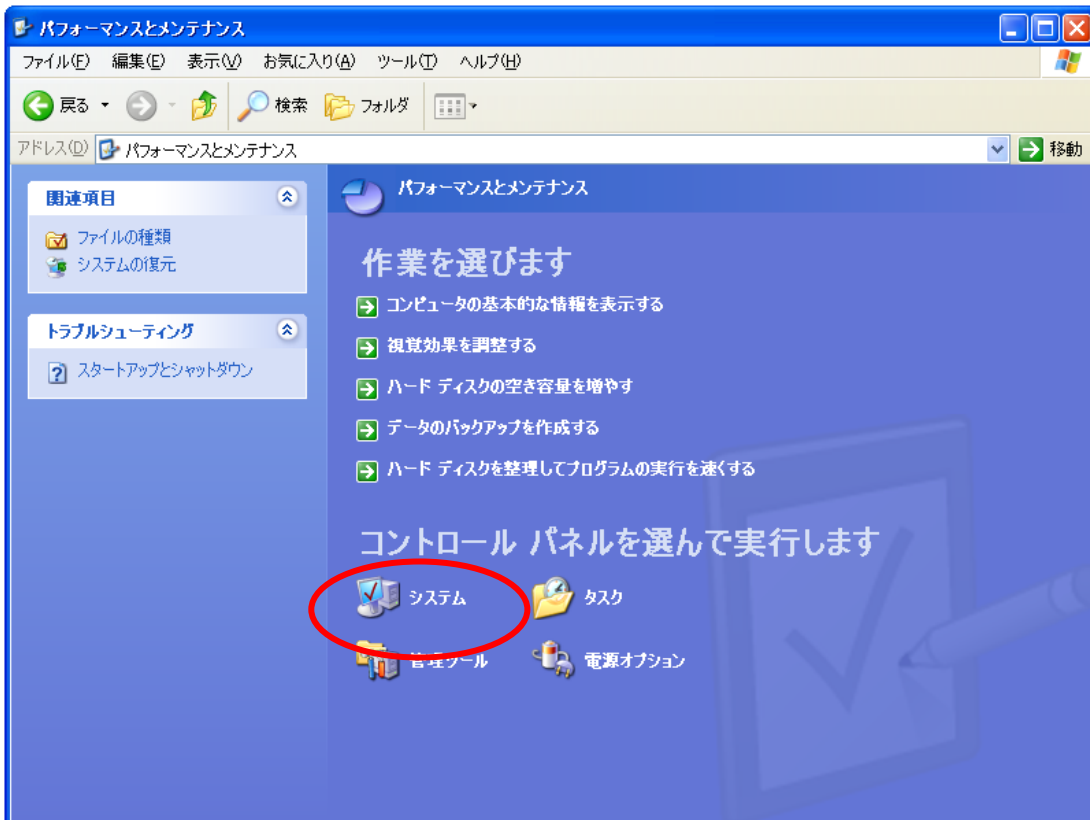 パフォーマンスとメンテナンス
ファイル(F) 編集(E) 表示(V) お気に入り(A) ツール(T) ヘルプ(H)
戻る 検索 フォルダ
アドレス(D) パフォーマンスとメンテナンス 移動
関連項目
ファイルの種類
システムの復元
トラブルシューティング
スタートアップとシャットダウン
パフォーマンスとメンテナンス
作業を選びます
コンピュータの基本的な情報を表示する
視覚効果を調整する
ハード ディスクの空き容量を増やす
データのバックアップを作成する
ハード ディスクを整理してプログラムの実行を速くする
コントロール パネルを選んで実行します
システム タスク
管理ツール 電源オプション